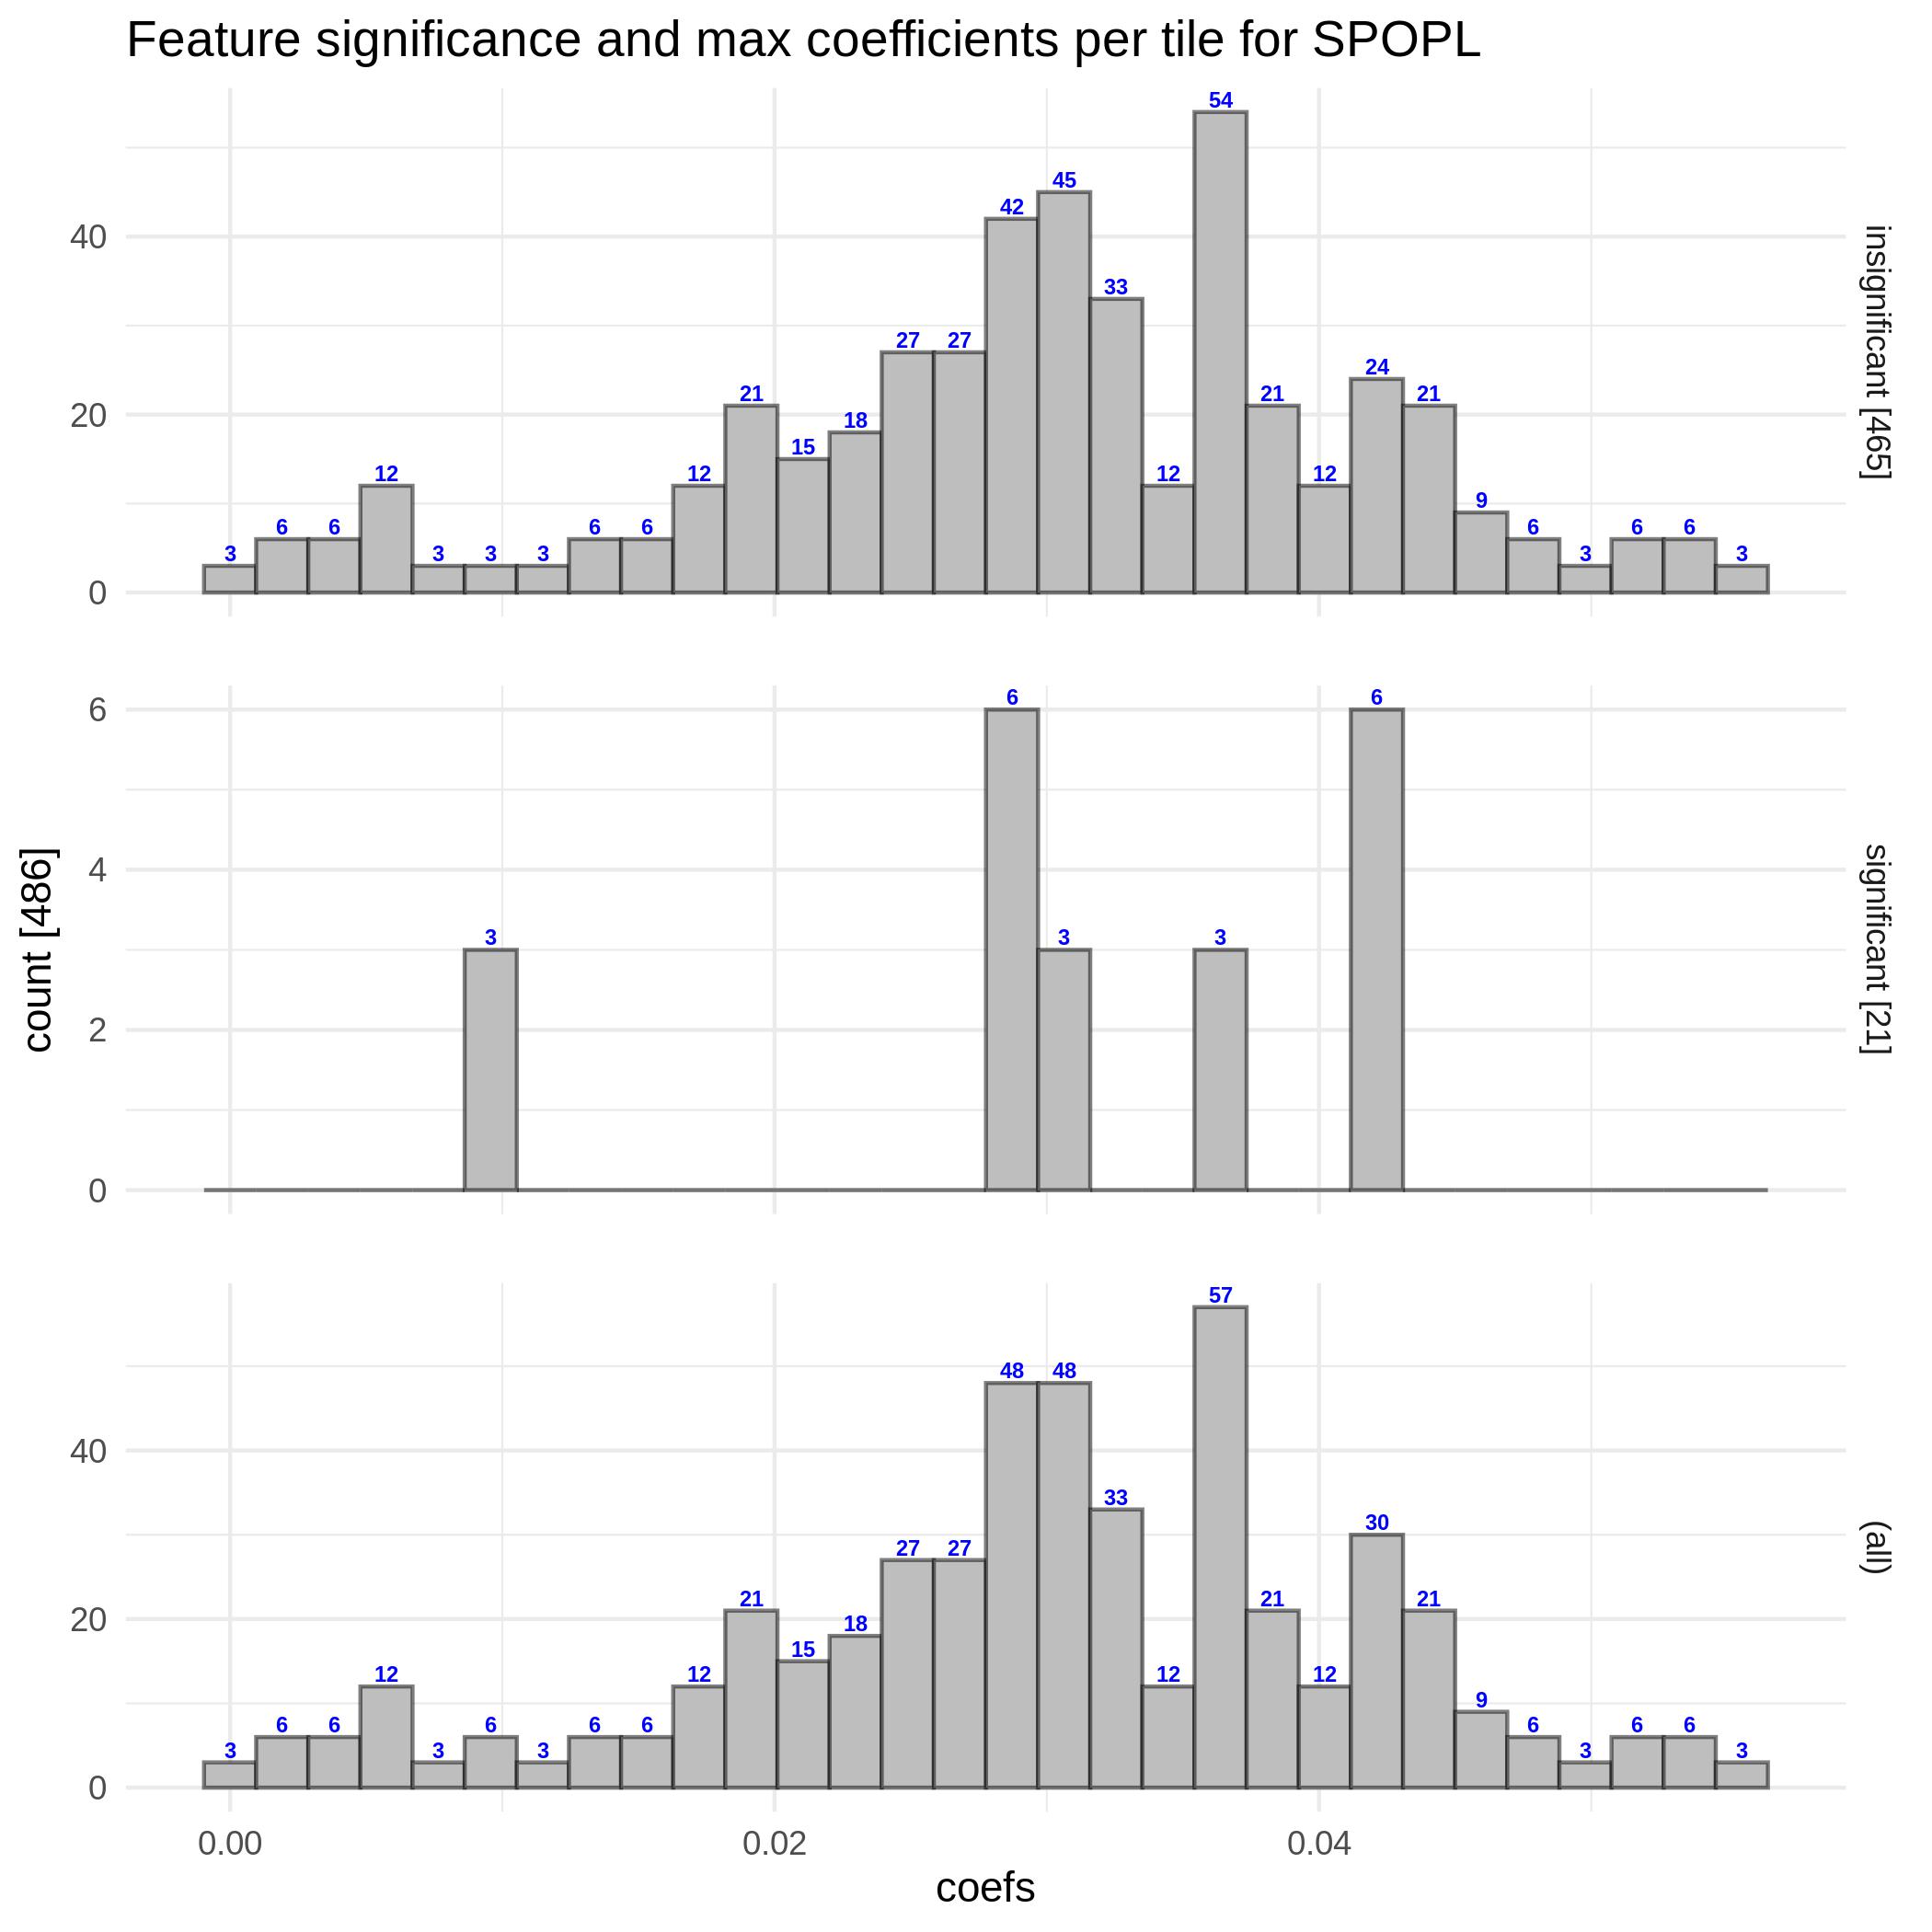 Feature significance and max coefficients per tile for SPOPL
54
45
42
40
33
27 27
24
21 21 21
20
18
15
12 12 12 12
9
6 6 6 6 6 6 6
3 3 3 3 3 3
0
insignificant [465]
6 6
6
4
3 3 3
2
0
significant [21]
count [486]
57
48 48
40
33
30
27 27
21 21 21
20
18
15
12 12 12 12
9
6 6 6 6 6 6 6 6
3 3 3 3 3
0
(all)
0.00 0.02 0.04
coefs